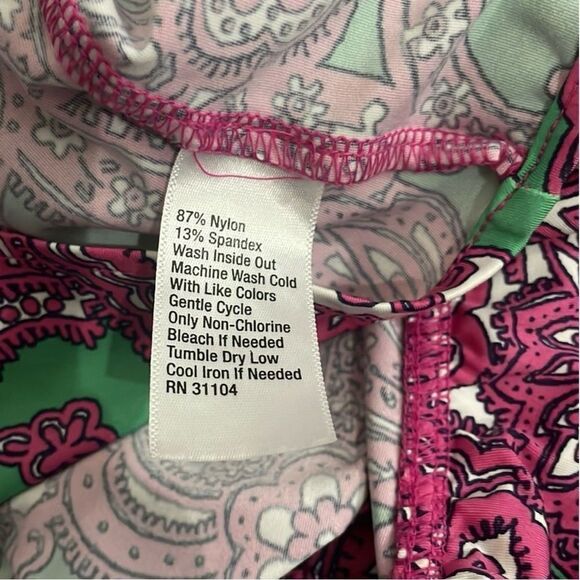 87% Nylon
13% Spandex
Wash Inside Out
Machine Wash Cold
With Like Colors
Gentle Cycle
Only Non-Chlorine
Bleach If Needed
Tumble Dry Low
Cool Iron If Needed
RN 31104